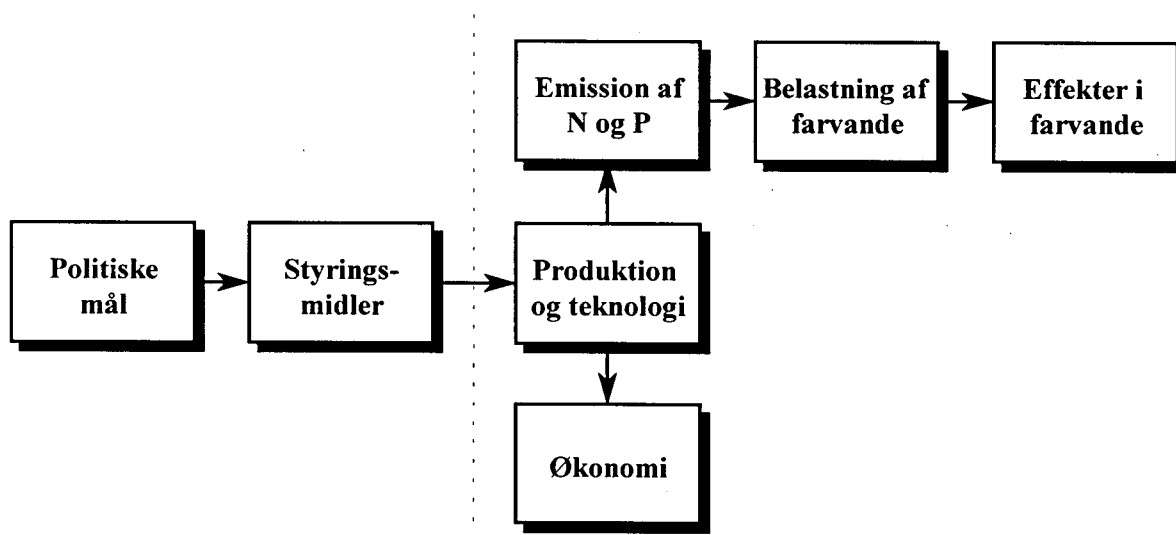 Emission af
N og P
Belastning af
farvande
Effekter i
farvande
Politiske
mål
Styrings-
midler
Produktion
og teknologi
Økonomi